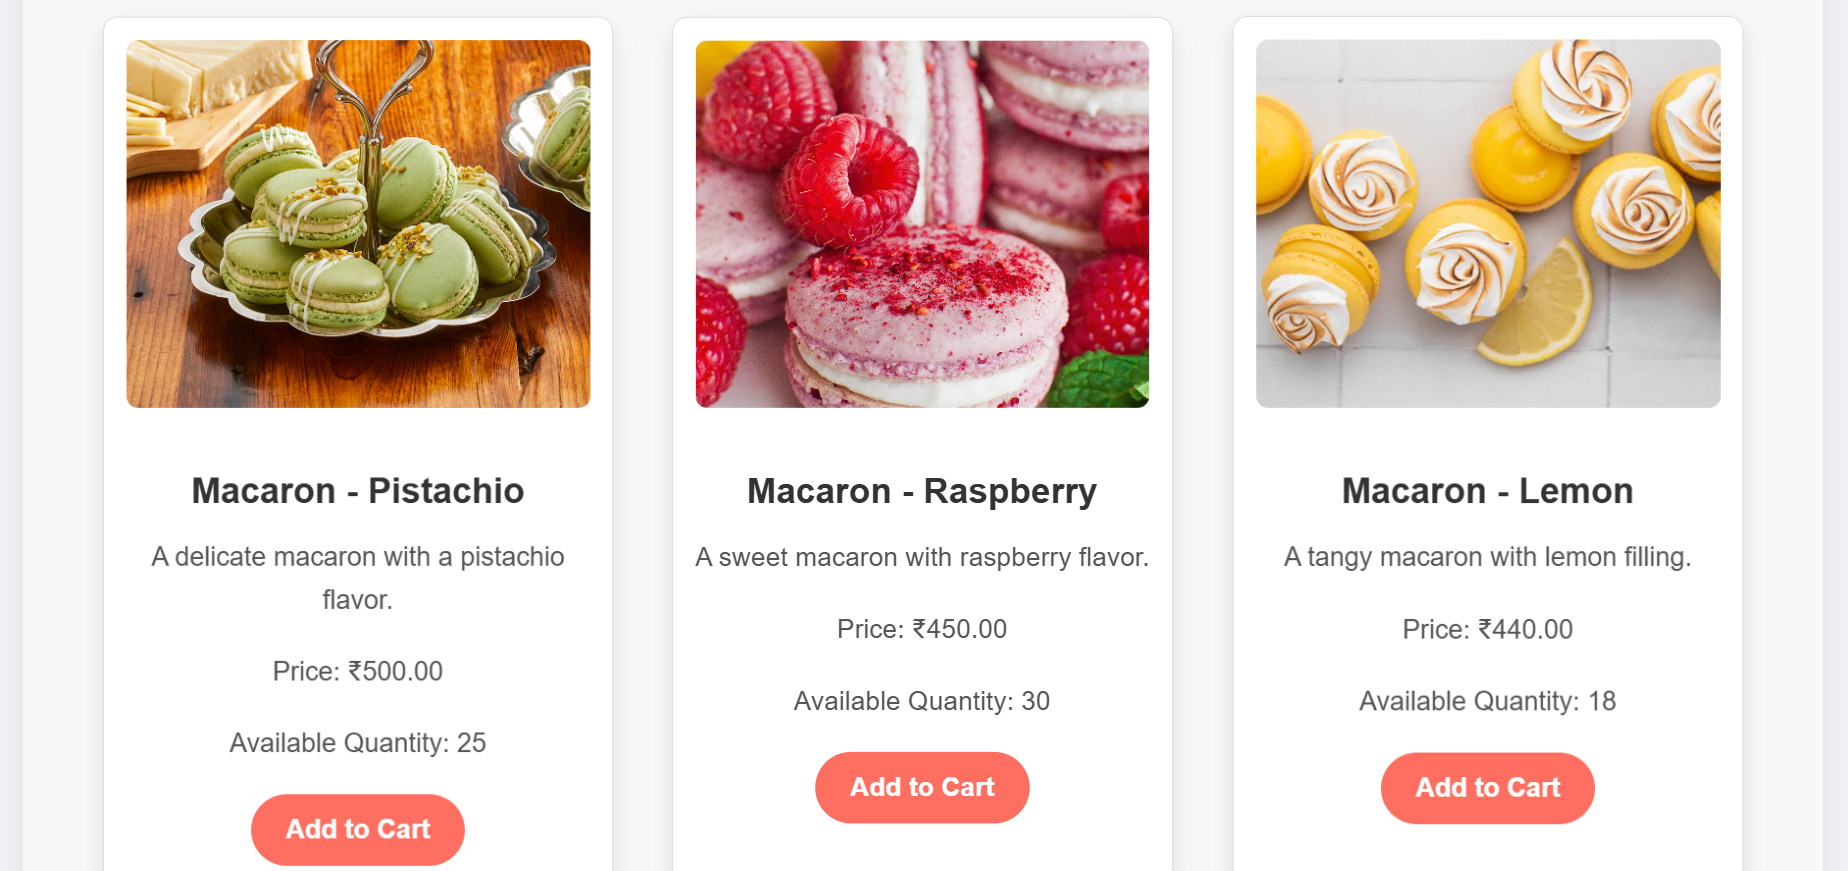 Macaron - Pistachio
A delicate macaron with a pistachio
flavor.
Price: ₹500.00
Available Quantity: 25
Add to Cart
Macaron - Raspberry
A sweet macaron with raspberry flavor.
Price: ₹450.00
Available Quantity: 30
Add to Cart
Macaron - Lemon
A tangy macaron with lemon filling.
Price: ₹440.00
Available Quantity: 18
Add to Cart